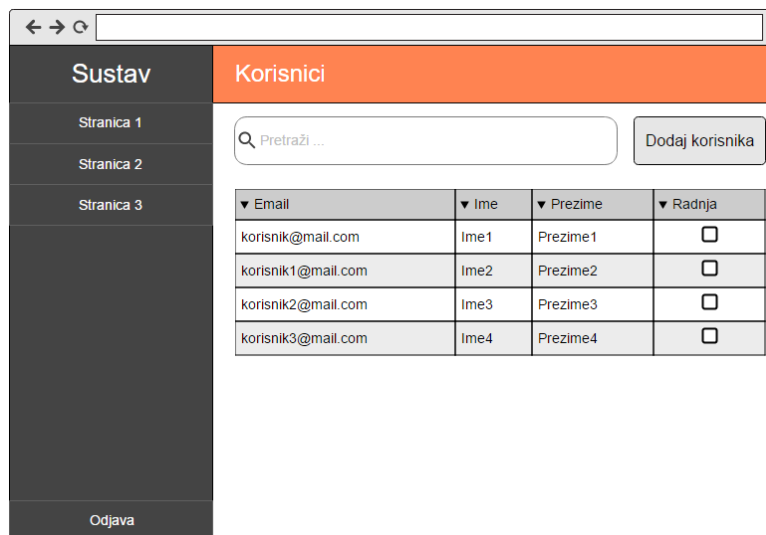 Sustav
Korisnici
Stranica 1
Stranica 2
Stranica 3
Odjava
Pretraži ...
Dodaj korisnika
▼ Email ▼ Ime ▼ Prezime ▼ Radnja
korisnik@mail.com Ime1 Prezime1
korisnik1@mail.com Ime2 Prezime2
korisnik2@mail.com Ime3 Prezime3
korisnik3@mail.com Ime4 Prezime4